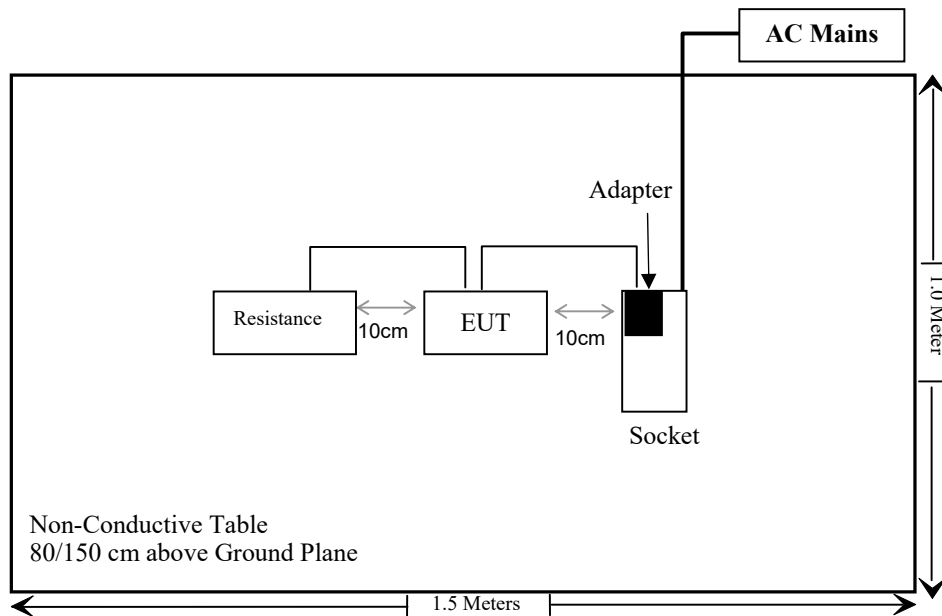 AC Mains
Adapter
Resistance
10cm
EUT
10cm
1.0 Meter
Socket
Non-Conductive Table
80/150 cm above Ground Plane
1.5 Meters